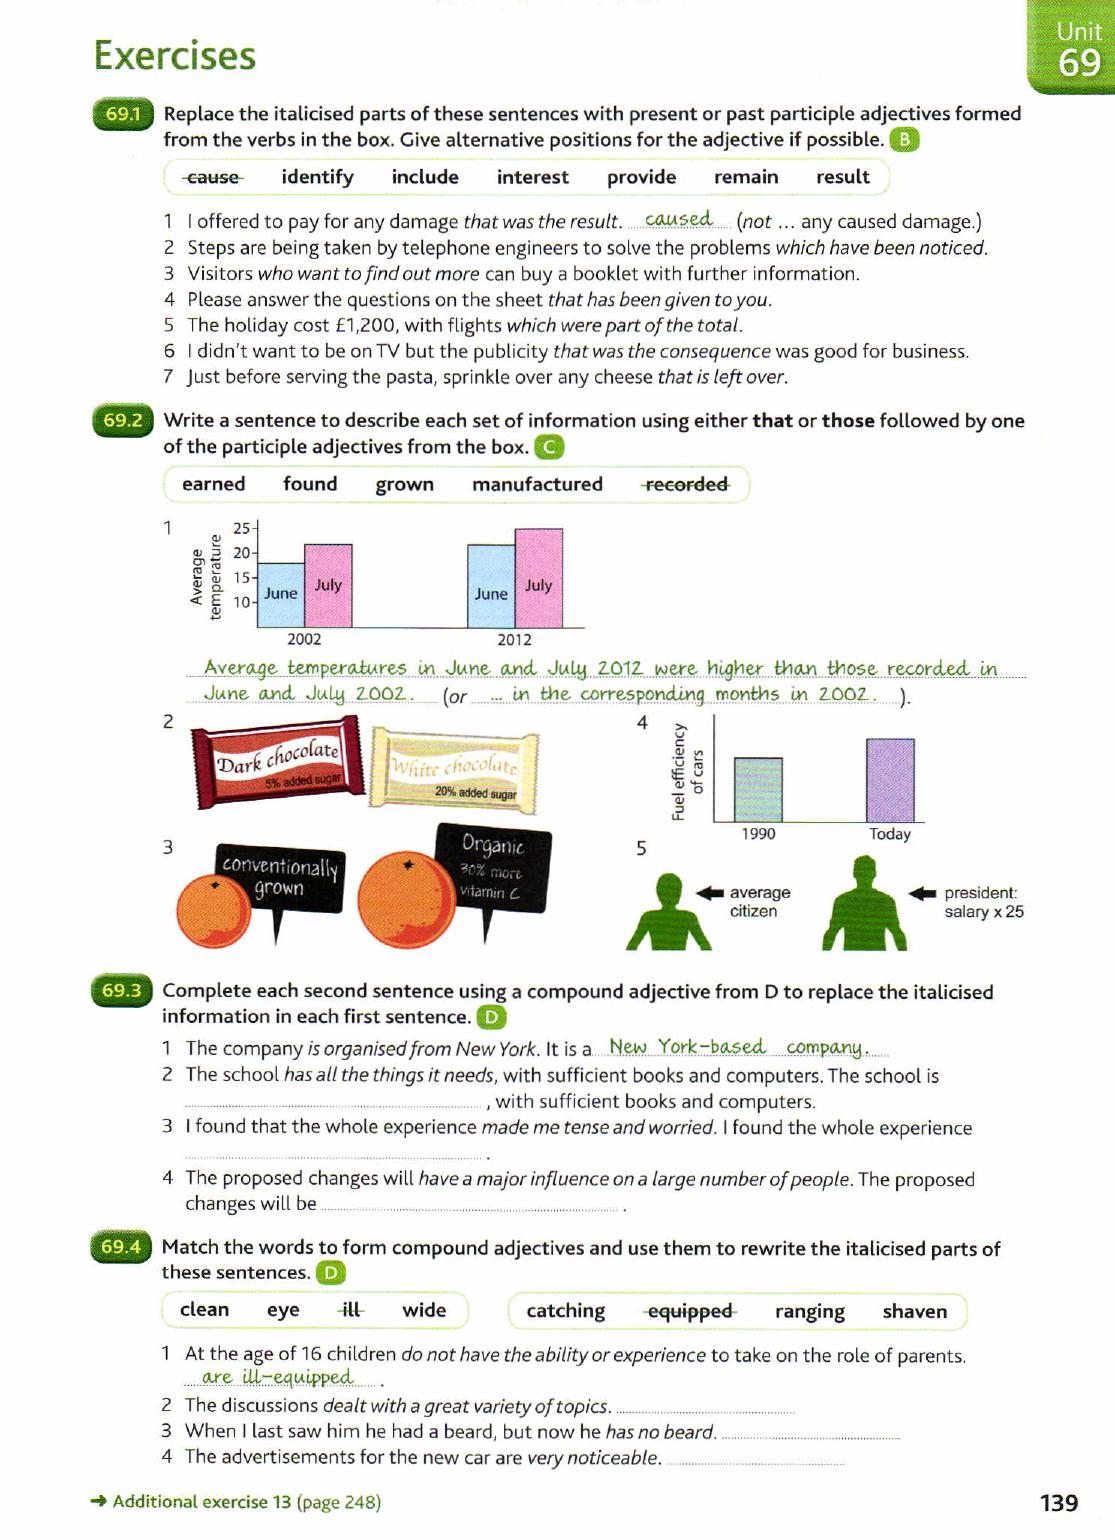 Unit
69
Exercises
69.1 Replace the italicised parts of these sentences with present or past participle adjectives formed
from the verbs in the box. Give alternative positions for the adjective if possible. B
cause identify include interest provide remain result
1 I offered to pay for any damage that was the result. caused (not ... any caused damage.)
2 Steps are being taken by telephone engineers to solve the problems which have been noticed.
3 Visitors who want to find out more can buy a booklet with further information.
4 Please answer the questions on the sheet that has been given to you.
5 The holiday cost £1,200, with flights which were part of the total.
6 I didn't want to be on TV but the publicity that was the consequence was good for business.
7 Just before serving the pasta, sprinkle over any cheese that is left over.
69.2 Write a sentence to describe each set of information using either that or those followed by one
of the participle adjectives from the box. C
earned found grown manufactured recorded
1
Average
temperature
25
20
15
10
June
July
June
July
2002
2012
Average temperatures in June and July 2012 were higher than those recorded in
June and July 2002. (or ... in the corresponding months in 2002. ).
2
Dark chocolate
5% added sugar
White chocolate
20% added sugar
3
conventionally
grown
Organic
30% more
vitamin C
4
Fuel efficiency
of cars
1990
Today
5
average
citizen
president:
salary x 25
69.3 Complete each second sentence using a compound adjective from D to replace the italicised
information in each first sentence. D
1 The company is organised from New York. It is a New York-based company.
2 The school has all the things it needs, with sufficient books and computers. The school is
, with sufficient books and computers.
3 I found that the whole experience made me tense and worried. I found the whole experience
.
4 The proposed changes will have a major influence on a large number of people. The proposed
changes will be .
69.4 Match the words to form compound adjectives and use them to rewrite the italicised parts of
these sentences. D
clean eye ill wide catching equipped ranging shaven
1 At the age of 16 children do not have the ability or experience to take on the role of parents.
are ill-equipped .
2 The discussions dealt with a great variety of topics.
3 When I last saw him he had a beard, but now he has no beard.
4 The advertisements for the new car are very noticeable.
➜ Additional exercise 13 (page 248)
139